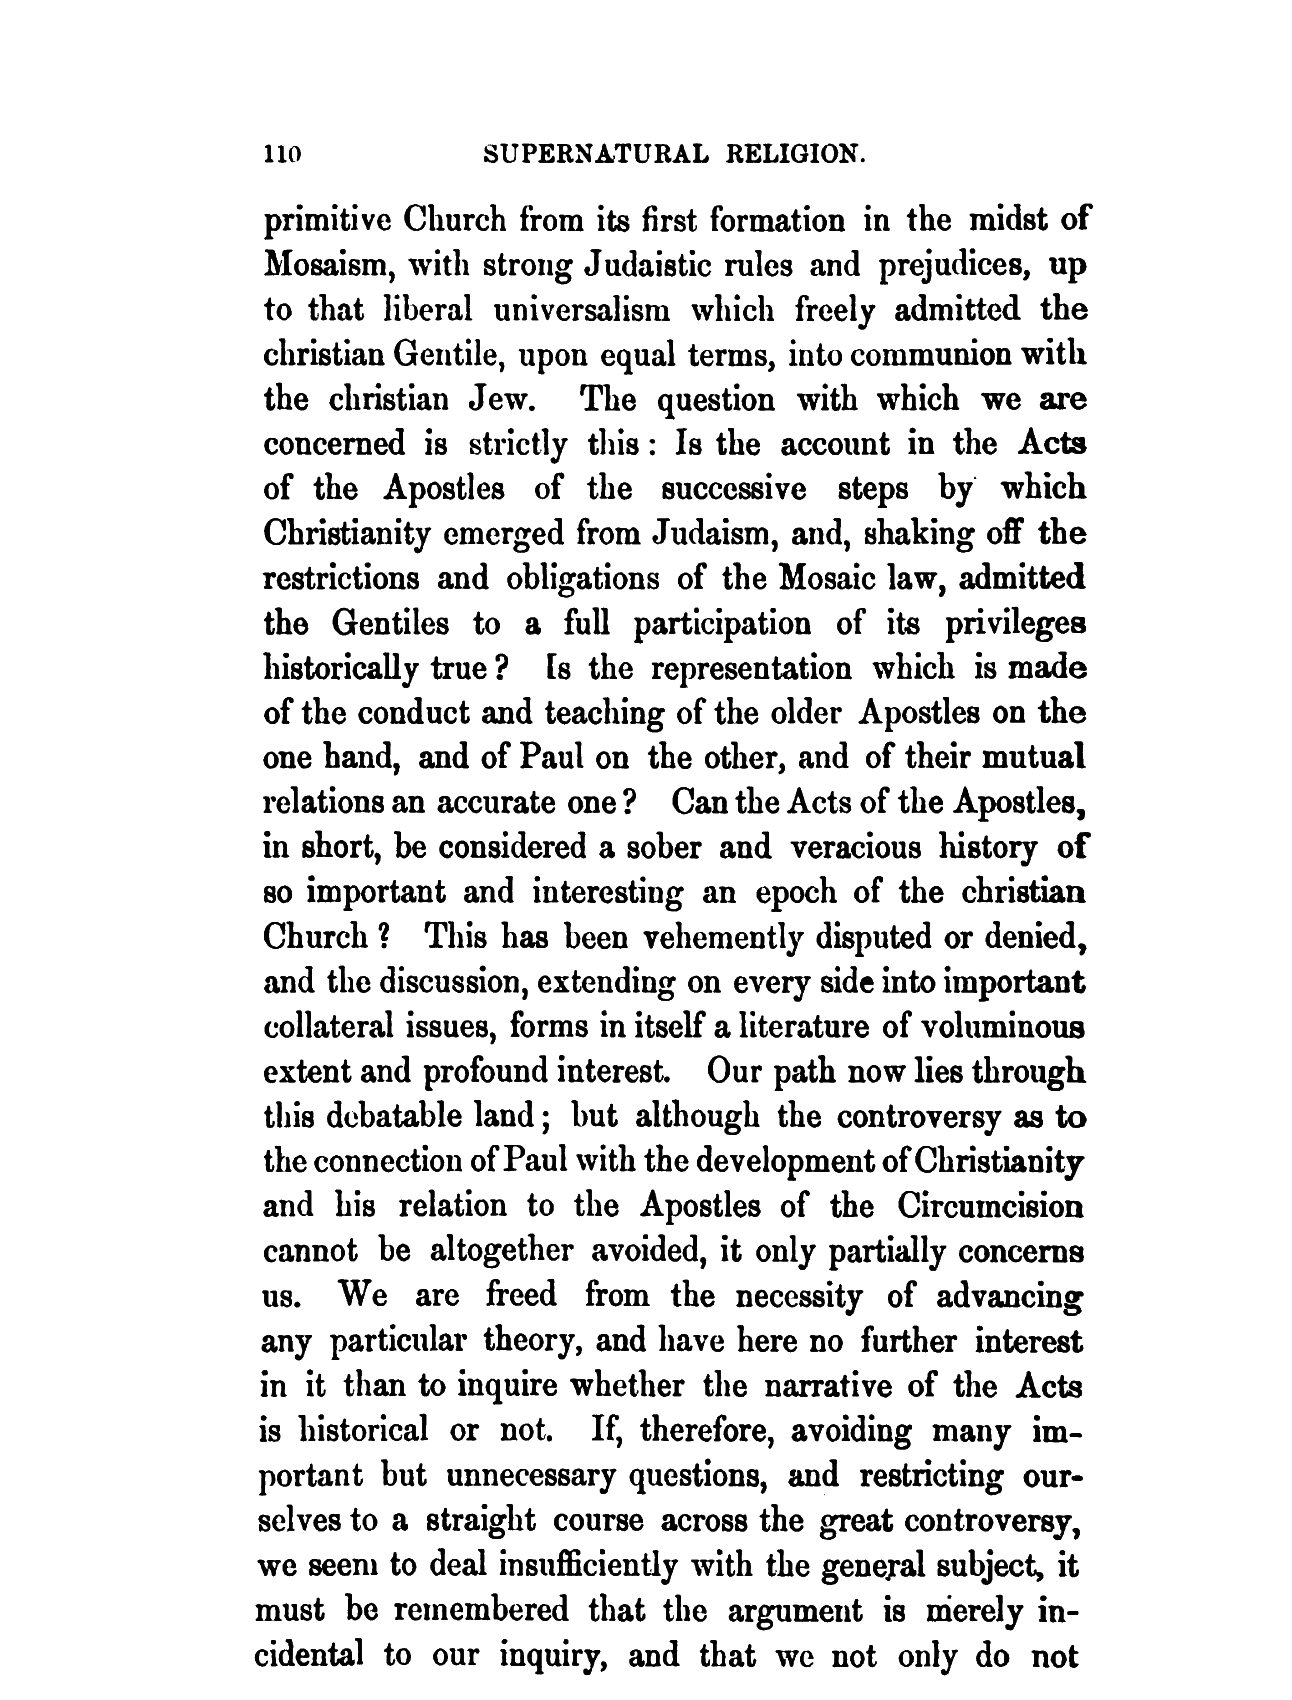 110 SUPERNATURAL RELIGION.
primitive Church from its first formation in the midst of
Mosaism, with strong Judaistic rules and prejudices, up
to that liberal universalism which freely admitted the
christian Gentile, upon equal terms, into communion with
the christian Jew. The question with which we are
concerned is strictly this : Is the account in the Acts
of the Apostles of the successive steps by which
Christianity emerged from Judaism, and, shaking off the
restrictions and obligations of the Mosaic law, admitted
the Gentiles to a full participation of its privileges
historically true ? Is the representation which is made
of the conduct and teaching of the older Apostles on the
one hand, and of Paul on the other, and of their mutual
relations an accurate one ? Can the Acts of the Apostles,
in short, be considered a sober and veracious history of
so important and interesting an epoch of the christian
Church ? This has been vehemently disputed or denied,
and the discussion, extending on every side into important
collateral issues, forms in itself a literature of voluminous
extent and profound interest. Our path now lies through
this debatable land ; but although the controversy as to
the connection of Paul with the development of Christianity
and his relation to the Apostles of the Circumcision
cannot be altogether avoided, it only partially concerns
us. We are freed from the necessity of advancing
any particular theory, and have here no further interest
in it than to inquire whether the narrative of the Acts
is historical or not. If, therefore, avoiding many im-
portant but unnecessary questions, and restricting our-
selves to a straight course across the great controversy,
we seem to deal insufficiently with the general subject, it
must be remembered that the argument is merely in-
cidental to our inquiry, and that we not only do not